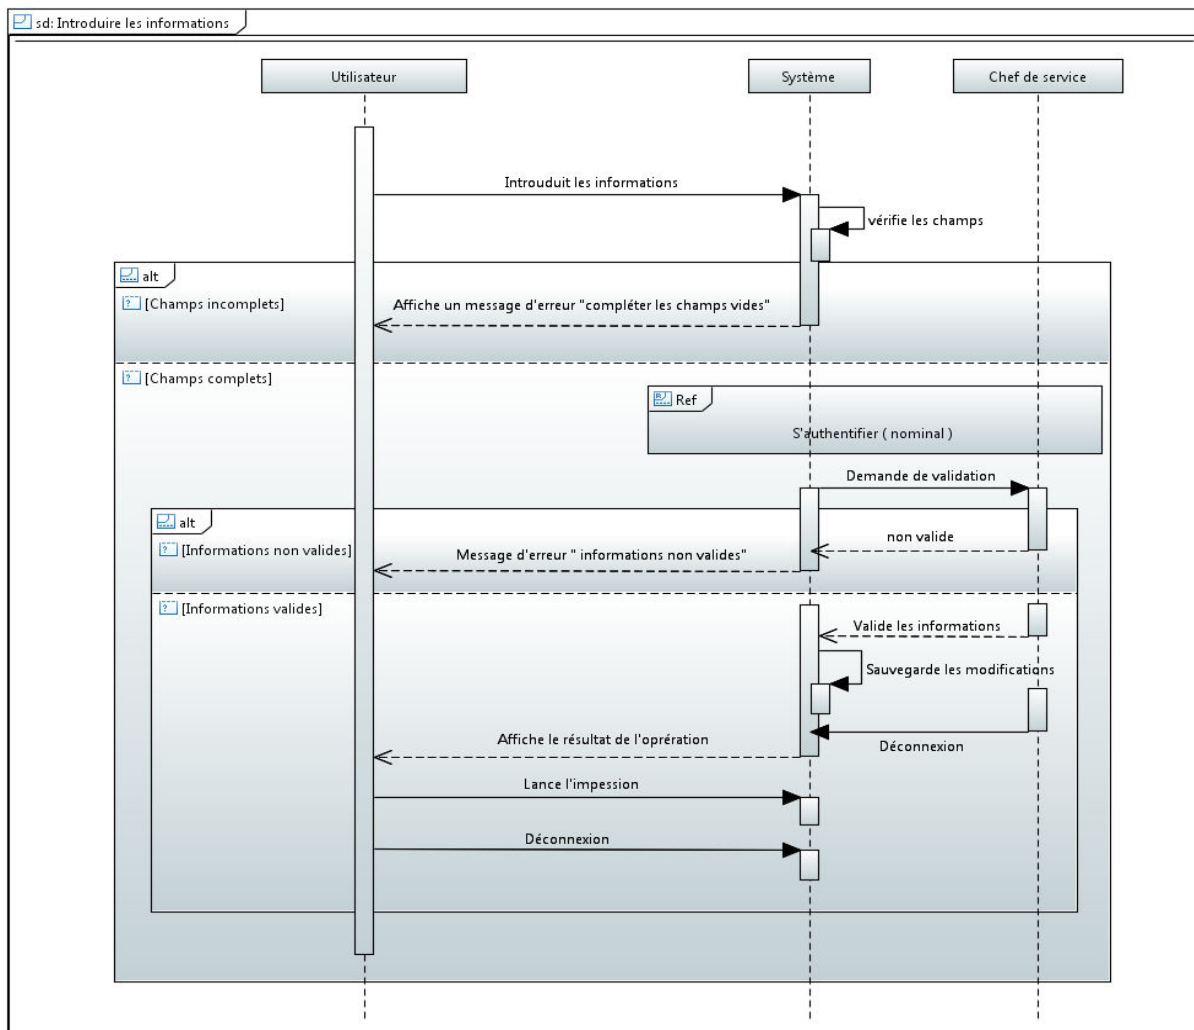 sd: Introduire les informations
Utilisateur
Système
Chef de service
Introuduit les informations
vérifie les champs
alt
[Champs incomplets]
Affiche un message d'erreur "compléter les champs vides"
[Champs complets]
Ref
S'authentifier ( nominal )
Demande de validation
alt
[Informations non valides]
non valide
Message d'erreur " informations non valides"
[Informations valides]
Valide les informations
Sauvegarde les modifications
Affiche le résultat de l'oprération
Déconnexion
Lance l'impession
Déconnexion